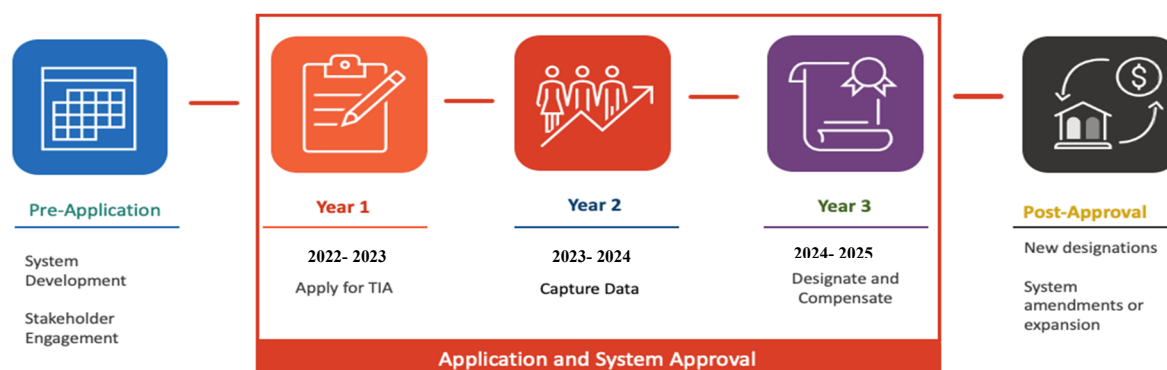 $
Pre-Application
System
Development
Stakeholder
Engagement
Year 1
2022- 2023
Apply for TIA
Year 2
2023- 2024
Capture Data
Year 3
2024- 2025
Designate and
Compensate
Post-Approval
New designations
System
amendments or
expansion
Application and System Approval